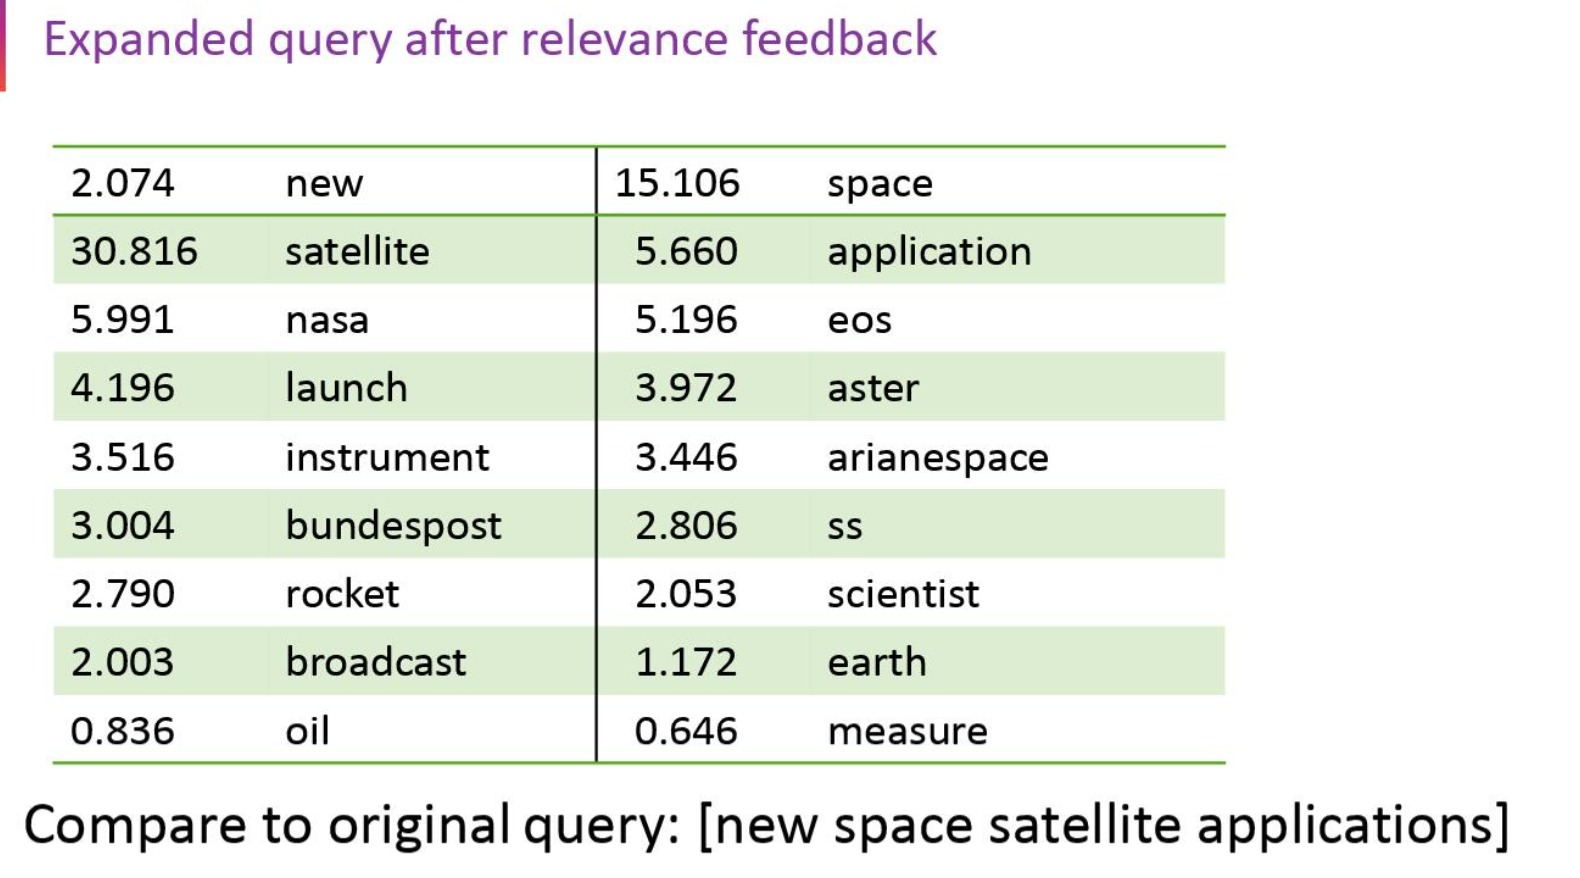 Expanded query after relevance feedback
2.074 new 15.106 space
30.816 satellite 5.660 application
5.991 nasa 5.196 eos
4.196 launch 3.972 aster
3.516 instrument 3.446 arianespace
3.004 bundespost 2.806 ss
2.790 rocket 2.053 scientist
2.003 broadcast 1.172 earth
0.836 oil 0.646 measure
Compare to original query: [new space satellite applications]